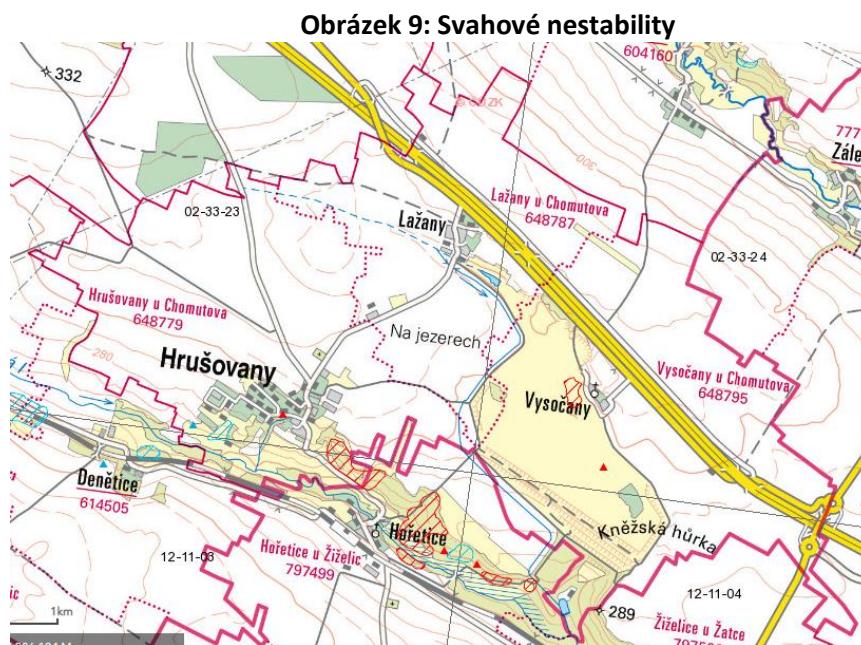 Obrázek 9: Svahové nestability
332
604160
© ČÚZK
777
Zále
300
Lažany u Chomutova
648787
02-33-23
Lažany
02-33-24
Hrušovany u Chomutova
648779
Na jezerech
280
Hrušovany
Vysočany u Chomutova
648795
Vysočany
Denětice
614505
Kněžská hůrka
Hořetice
12-11-03
Hořetice u Žiželic
797499
12-11-04
289
1km
Žiželice u Žatce